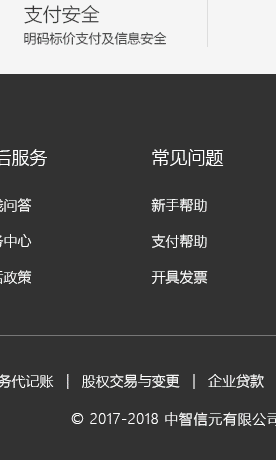 支付安全
明码标价支付及信息安全
后服务 常见问题
问答 新手帮助
中心 支付帮助
政策 开具发票
务代记账 | 股权交易与变更 | 企业贷款
© 2017-2018 中智信元有限公司